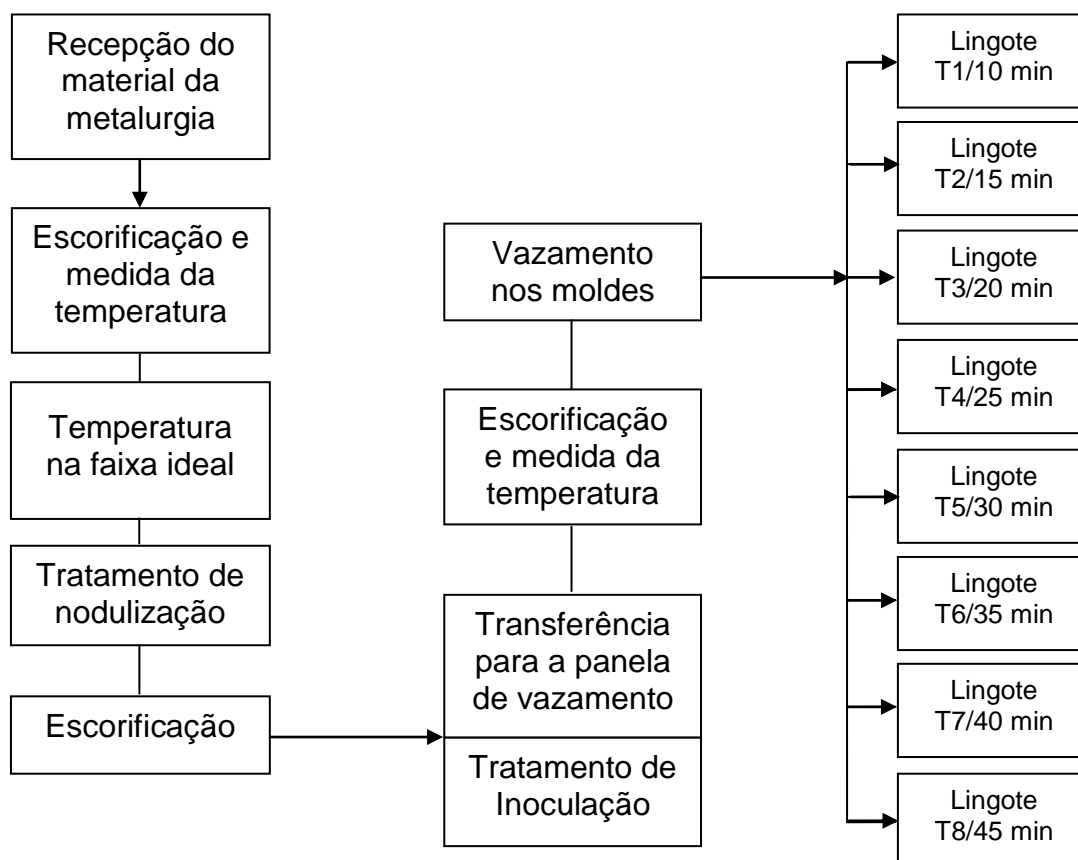 Recepção do
material da
metalurgia
Escorificação e
medida da
temperatura
Temperatura
na faixa ideal
Tratamento de
nodulização
Escorificação
Transferência
para a panela
de vazamento
Tratamento de
Inoculação
Escorificação
e medida da
temperatura
Vazamento
nos moldes
Lingote
T1/10 min
Lingote
T2/15 min
Lingote
T3/20 min
Lingote
T4/25 min
Lingote
T5/30 min
Lingote
T6/35 min
Lingote
T7/40 min
Lingote
T8/45 min